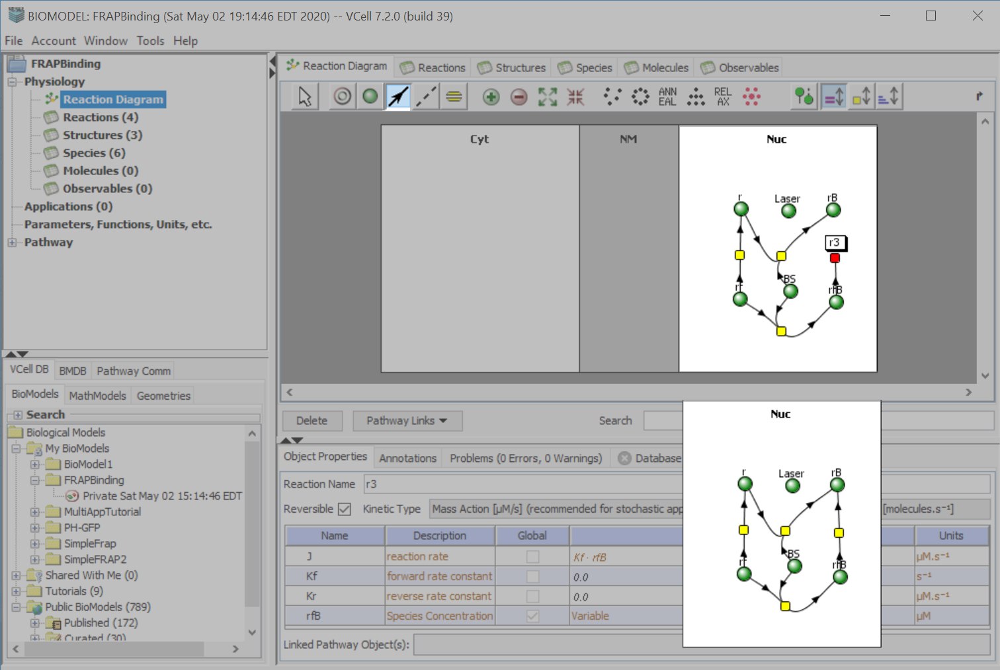 BIOMODEL: FRAPBinding (Sat May 02 19:14:46 EDT 2020) -- VCell 7.2.0 (build 39)
File Account Window Tools Help
FRAPBinding
Physiology
Reaction Diagram
Reactions (4)
Structures (3)
Species (6)
Molecules (0)
Observables (0)
Applications (0)
Parameters, Functions, Units, etc.
Pathway
VCell DB BMDB Pathway Comm
BioModels MathModels Geometries
Search
Biological Models
My BioModels
BioModel1
FRAPBinding
Private Sat May 02 15:14:46 EDT
MultiAppTutorial
PH-GFP
SimpleFrap
SimpleFRAP2
Shared With Me (0)
Tutorials (9)
Public BioModels (789)
Published (172)
Curated (30)
Reaction Diagram Reactions Structures Species Molecules Observables
ANN
EAL
REL
AX
Cyt NM Nuc
r Laser rB
r3
rf BS rfB
Delete Pathway Links Search
Object Properties Annotations Problems (0 Errors, 0 Warnings) Database
Reaction Name r3
Reversible Kinetic Type Mass Action [µM/s] (recommended for stochastic app [molecules.s⁻¹]
Name Description Global Units
J reaction rate Kf · rfB µM.s⁻¹
Kf forward rate constant 0.0 s⁻¹
Kr reverse rate constant 0.0 µM.s⁻¹
rfB Species Concentration Variable µM
Linked Pathway Object(s):
Nuc
r Laser rB
rf BS rfB